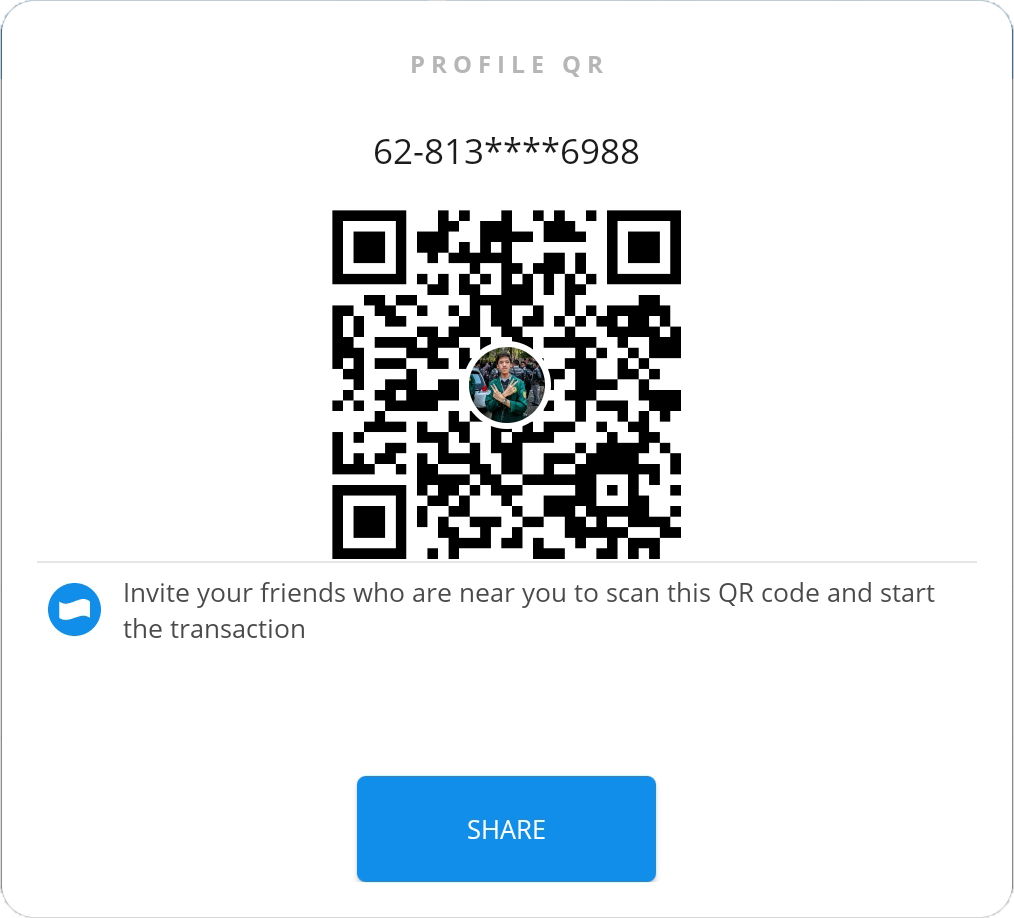 PROFILE QR
62-813****6988
Invite your friends who are near you to scan this QR code and start
the transaction
SHARE